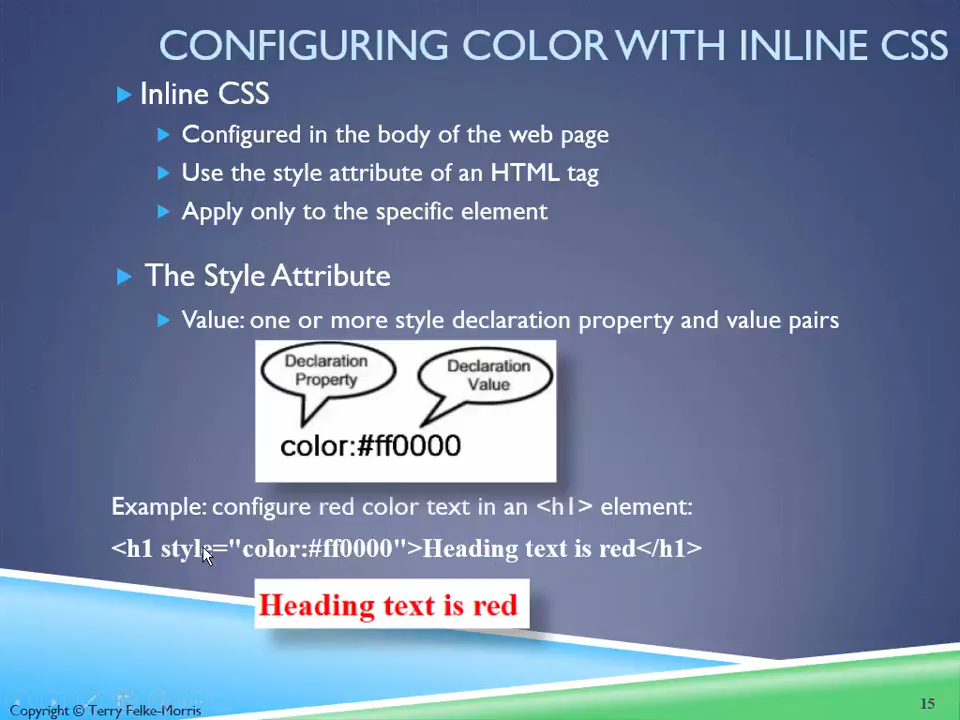 CONFIGURING COLOR WITH INLINE CSS
Inline CSS
Configured in the body of the web page
Use the style attribute of an HTML tag
Apply only to the specific element
The Style Attribute
Value: one or more style declaration property and value pairs
Declaration
Property
Declaration
Value
color:#ff0000
Example: configure red color text in an <h1> element:
<h1 style="color:#ff0000">Heading text is red</h1>
Heading text is red
Copyright © Terry Felke-Morris
15